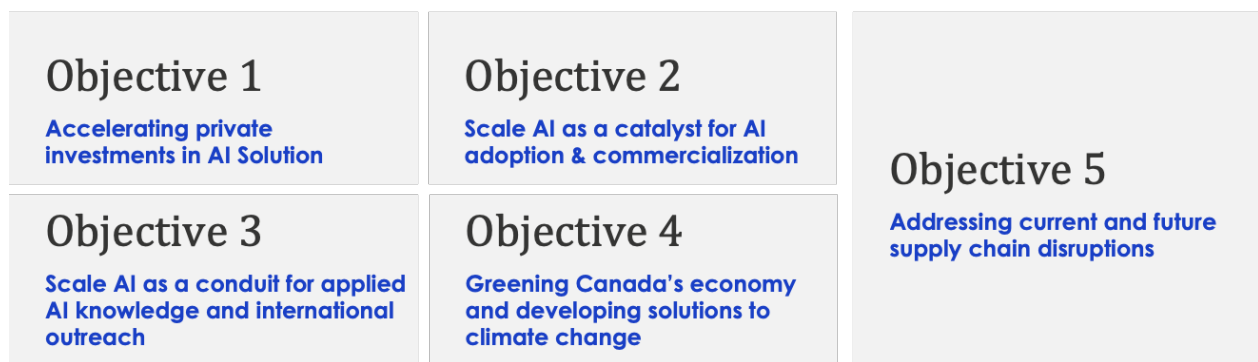 Objective 1
Accelerating private
investments in AI Solution
Objective 2
Scale AI as a catalyst for AI
adoption & commercialization
Objective 3
Scale AI as a conduit for applied
AI knowledge and international
outreach
Objective 4
Greening Canada's economy
and developing solutions to
climate change
Objective 5
Addressing current and future
supply chain disruptions